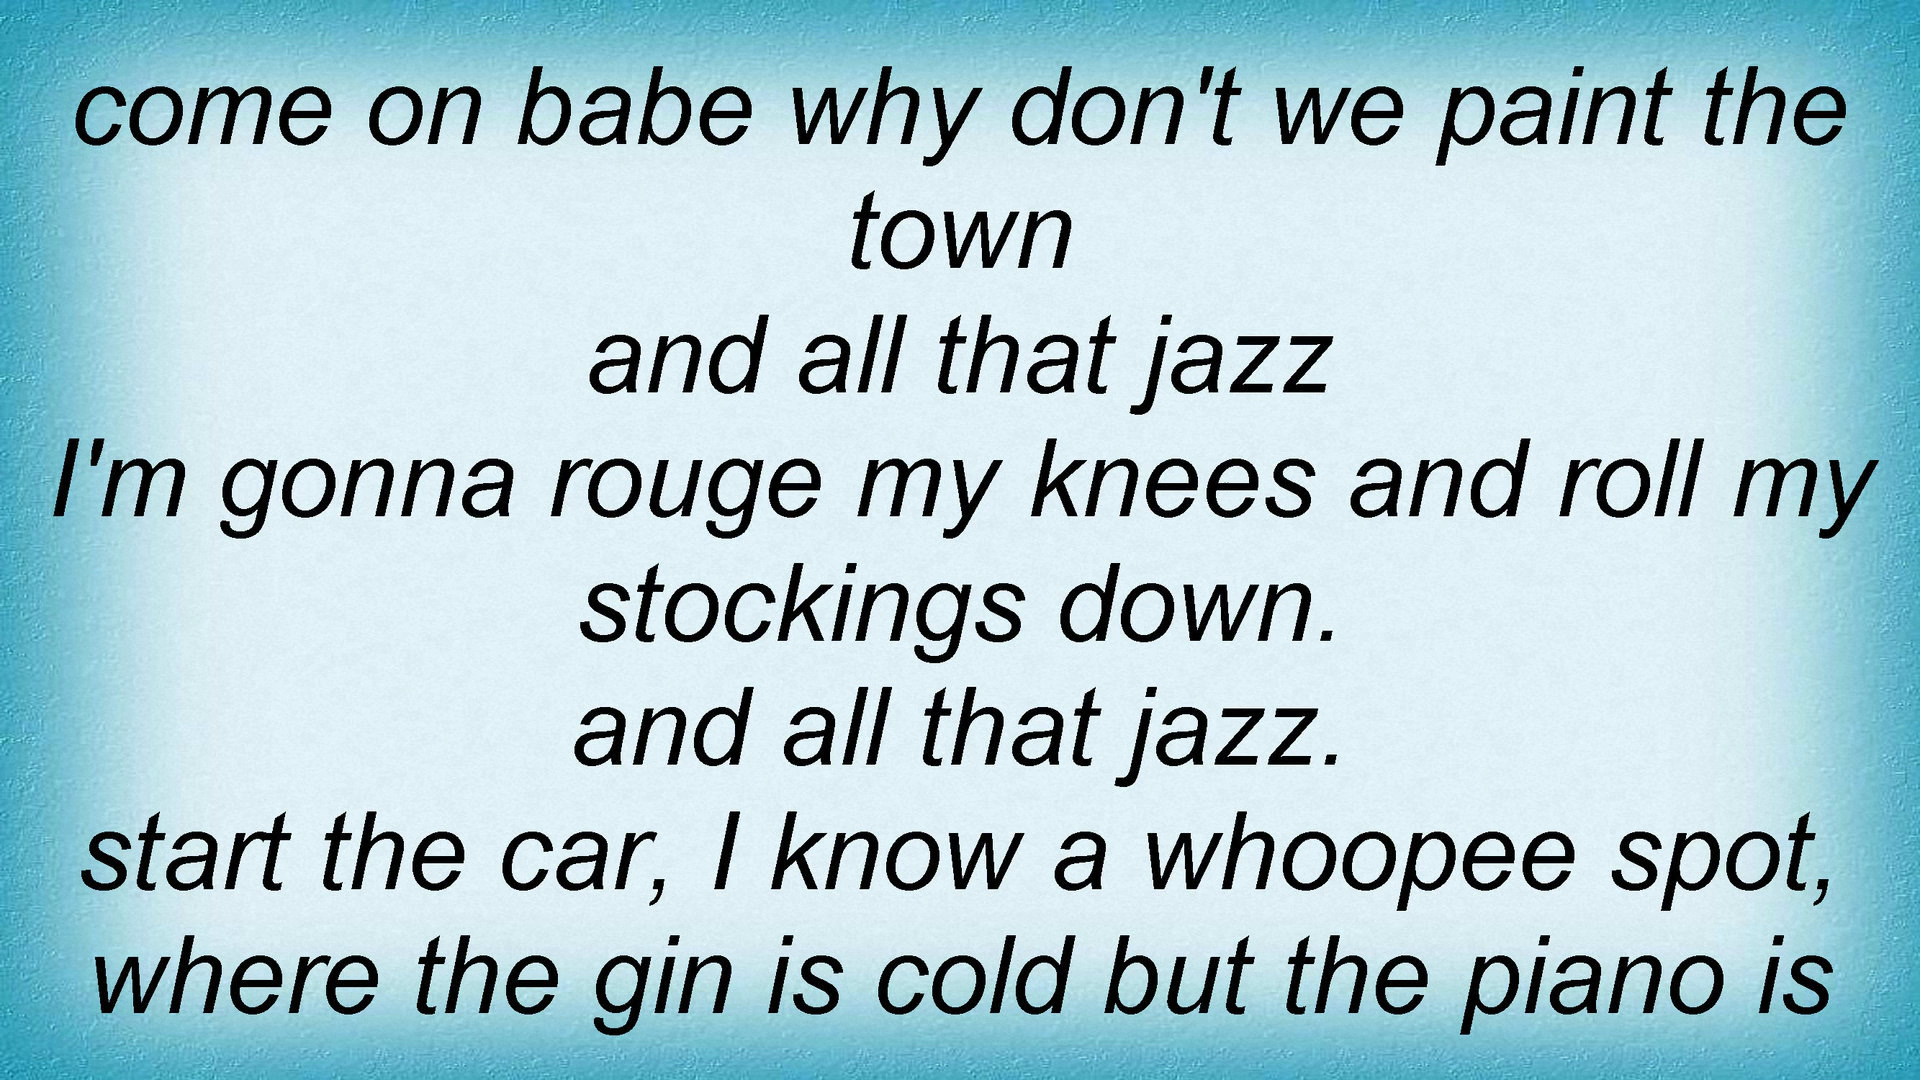 come on babe why don't we paint the
town
and all that jazz
I'm gonna rouge my knees and roll my
stockings down.
and all that jazz.
start the car, I know a whoopee spot,
where the gin is cold but the piano is